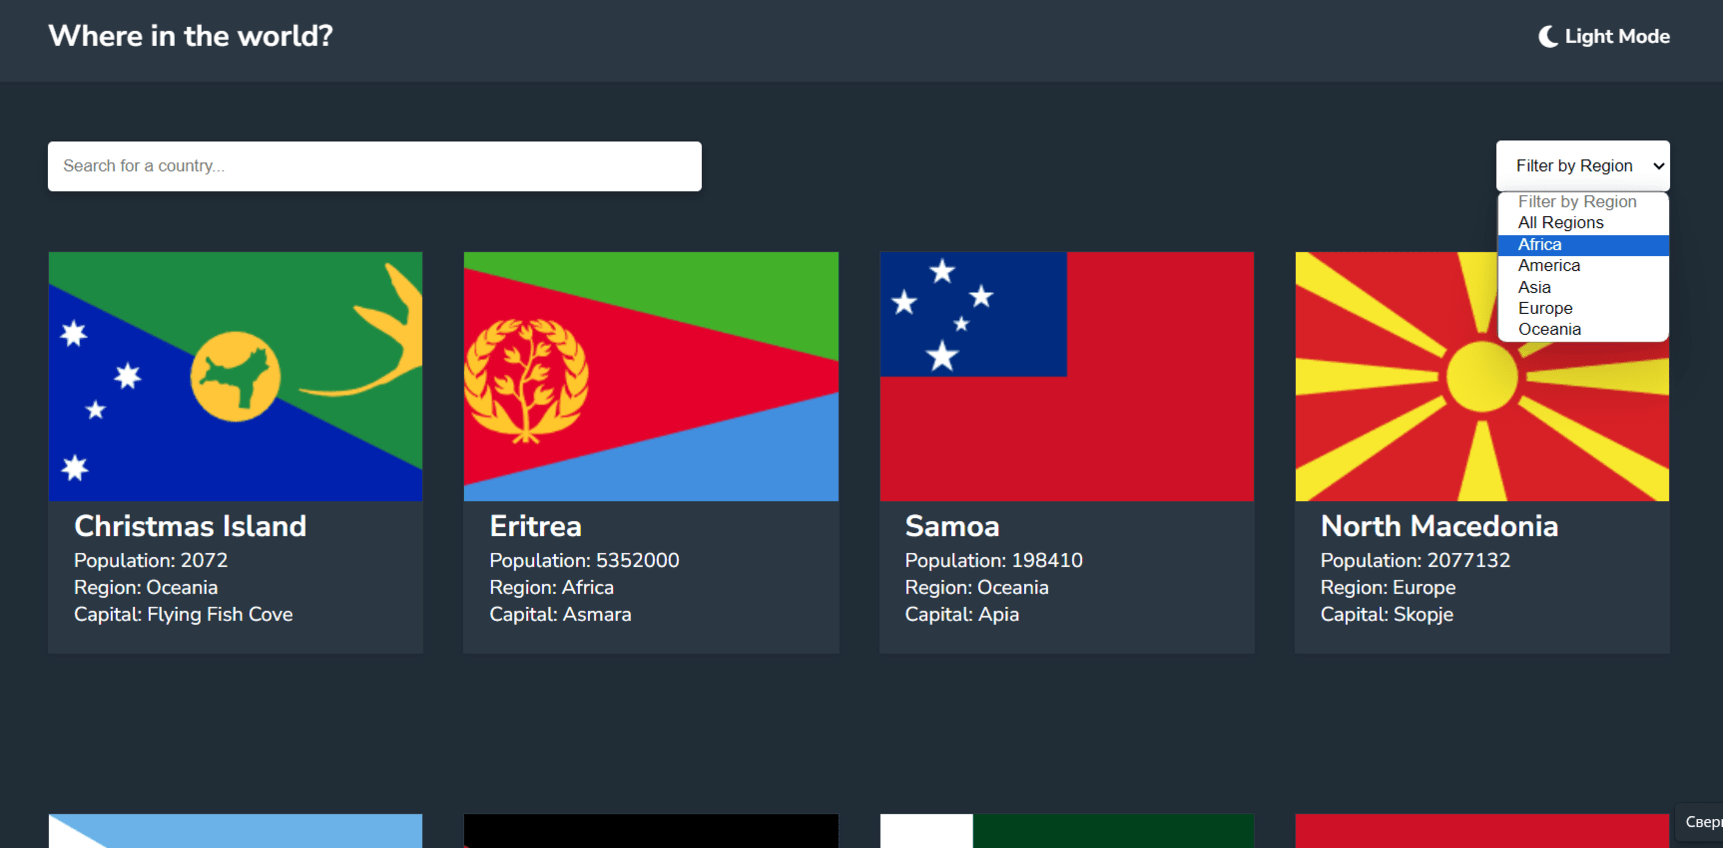 Where in the world?
Light Mode
Search for a country...
Filter by Region
Filter by Region
All Regions
Africa
America
Asia
Europe
Oceania
Christmas Island
Population: 2072
Region: Oceania
Capital: Flying Fish Cove
Eritrea
Population: 5352000
Region: Africa
Capital: Asmara
Samoa
Population: 198410
Region: Oceania
Capital: Apia
North Macedonia
Population: 2077132
Region: Europe
Capital: Skopje